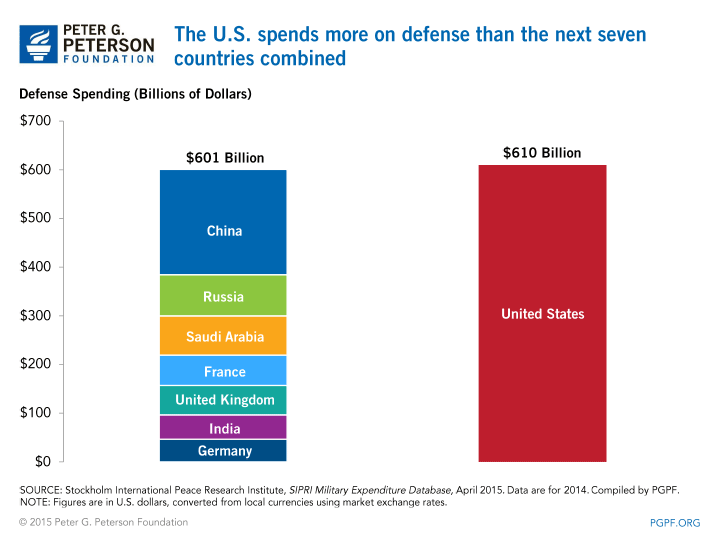 PETER G.
PETERSON
FOUNDATION
The U.S. spends more on defense than the next seven
countries combined
Defense Spending (Billions of Dollars)
$700
$600
$500
$400
$300
$200
$100
$0
$601 Billion
China
Russia
Saudi Arabia
France
United Kingdom
India
Germany
$610 Billion
United States
SOURCE: Stockholm International Peace Research Institute, SIPRI Military Expenditure Database, April 2015. Data are for 2014. Compiled by PGPF.
NOTE: Figures are in U.S. dollars, converted from local currencies using market exchange rates.
© 2015 Peter G. Peterson Foundation
PGPF.ORG